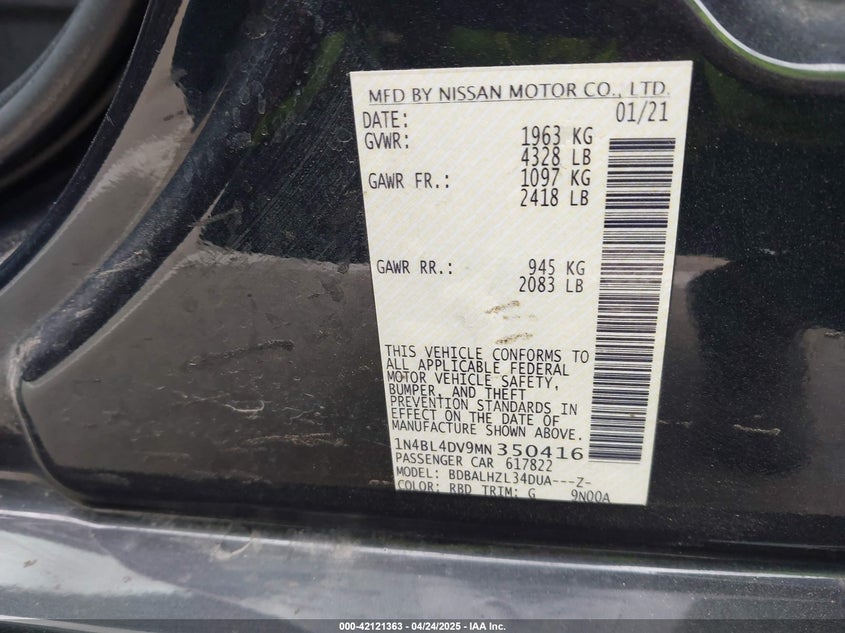 MFD BY NISSAN MOTOR CO., LTD.
DATE: 01/21
GVWR: 1963 KG
4328 LB
GAWR FR.: 1097 KG
2418 LB
GAWR RR.: 945 KG
2083 LB
THIS VEHICLE CONFORMS TO
ALL APPLICABLE FEDERAL
MOTOR VEHICLE SAFETY,
BUMPER, AND THEFT
PREVENTION STANDARDS IN
EFFECT ON THE DATE OF
MANUFACTURE SHOWN ABOVE.
1N4BL4DV9MN 350416
PASSENGER CAR 617822
MODEL: BDBALHZL34DUA---Z-
COLOR: RBD TRIM: G 9N00A
000-42121363 - 04/24/2025 - IAA Inc.